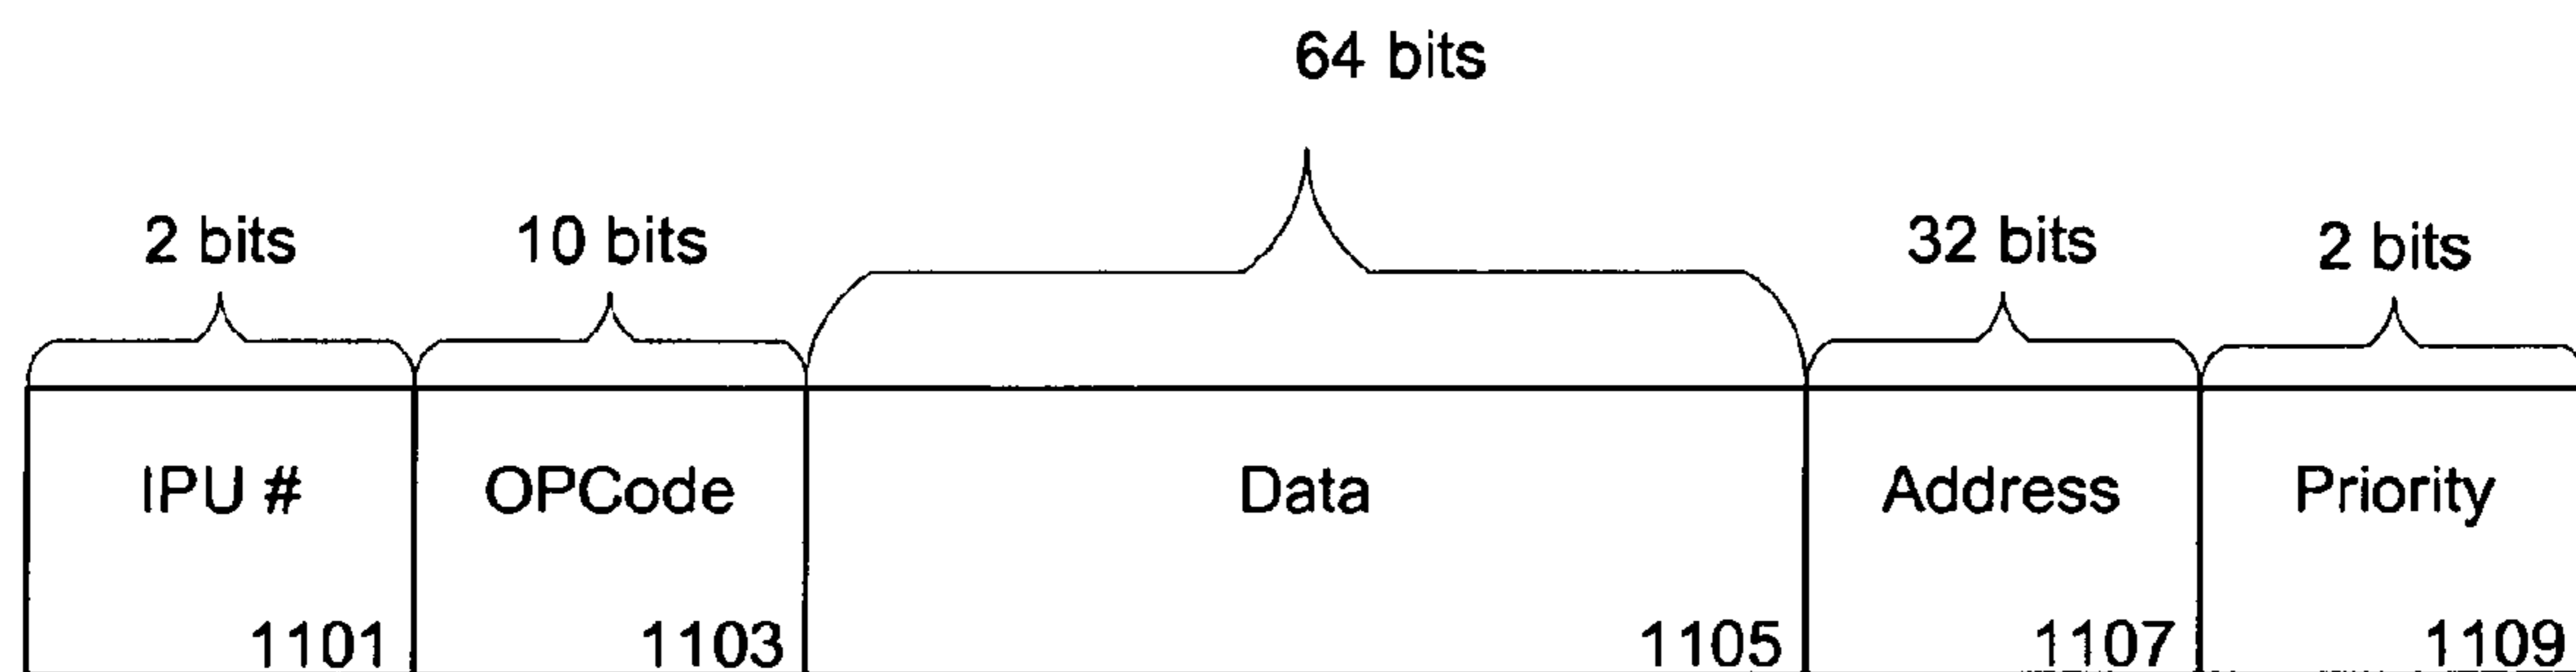 64 bits
2 bits 10 bits 32 bits 2 bits
IPU # OPCode Data Address Priority
1101 1103 1105 1107 1109